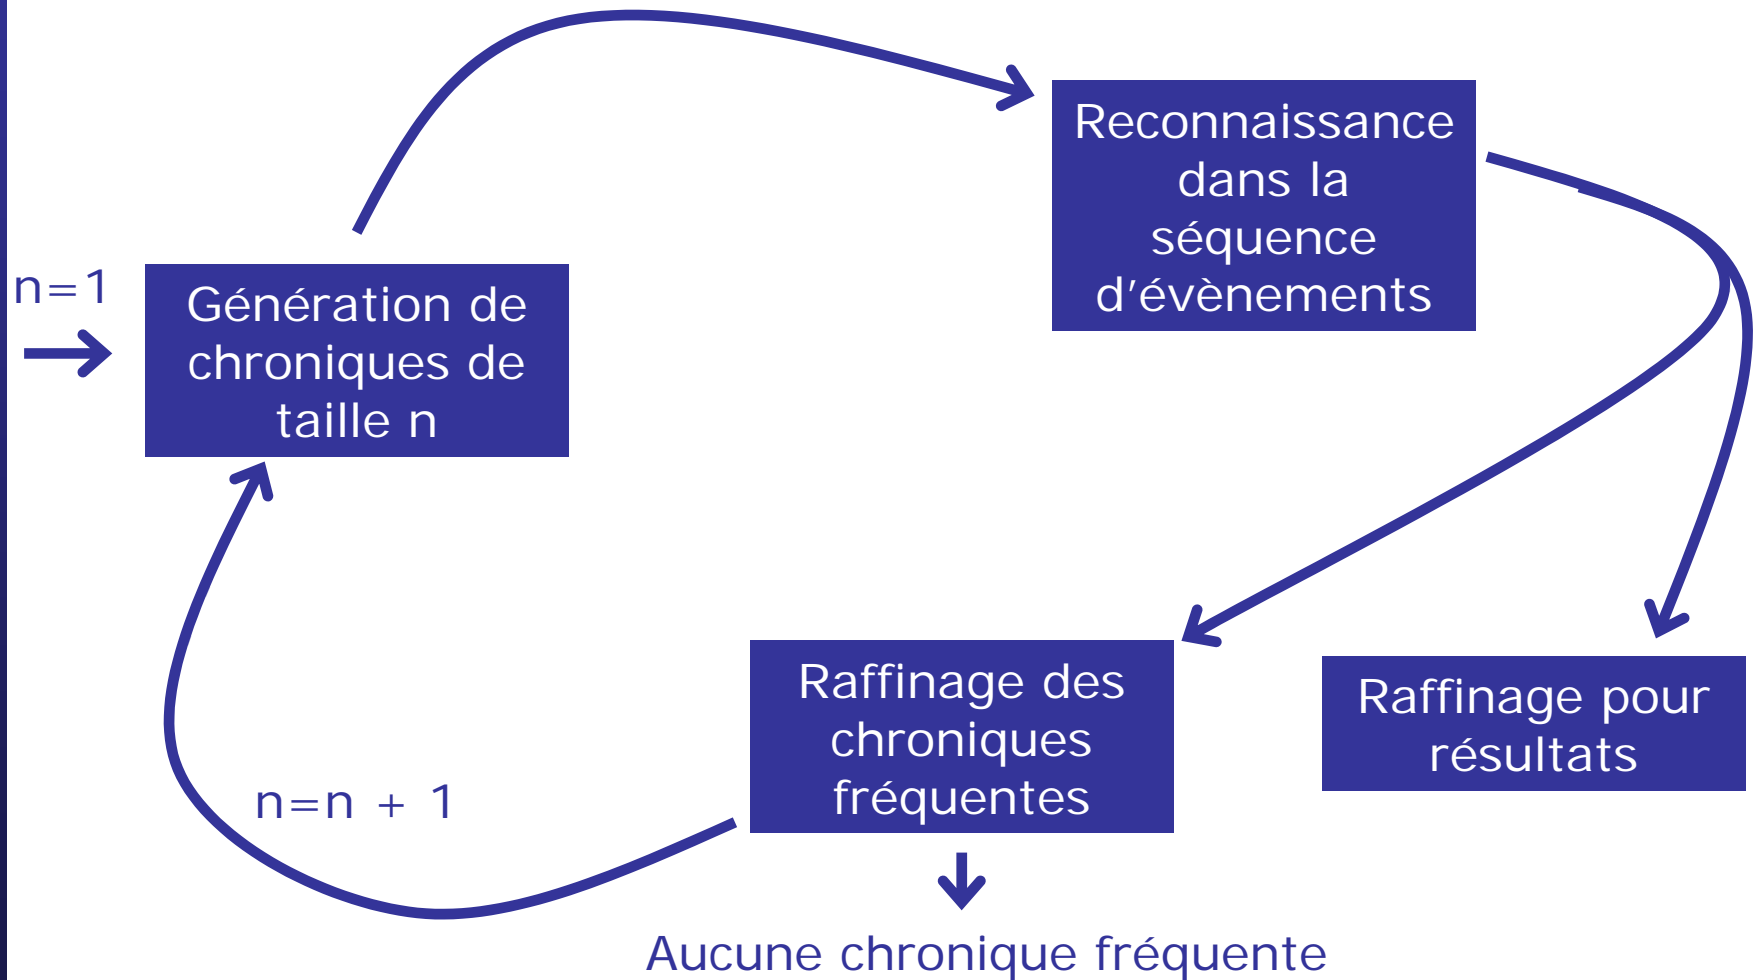 n=1
Génération de
chroniques de
taille n
Reconnaissance
dans la
séquence
d'évènements
Raffinage des
chroniques
fréquentes
Raffinage pour
résultats
n=n + 1
Aucune chronique fréquente